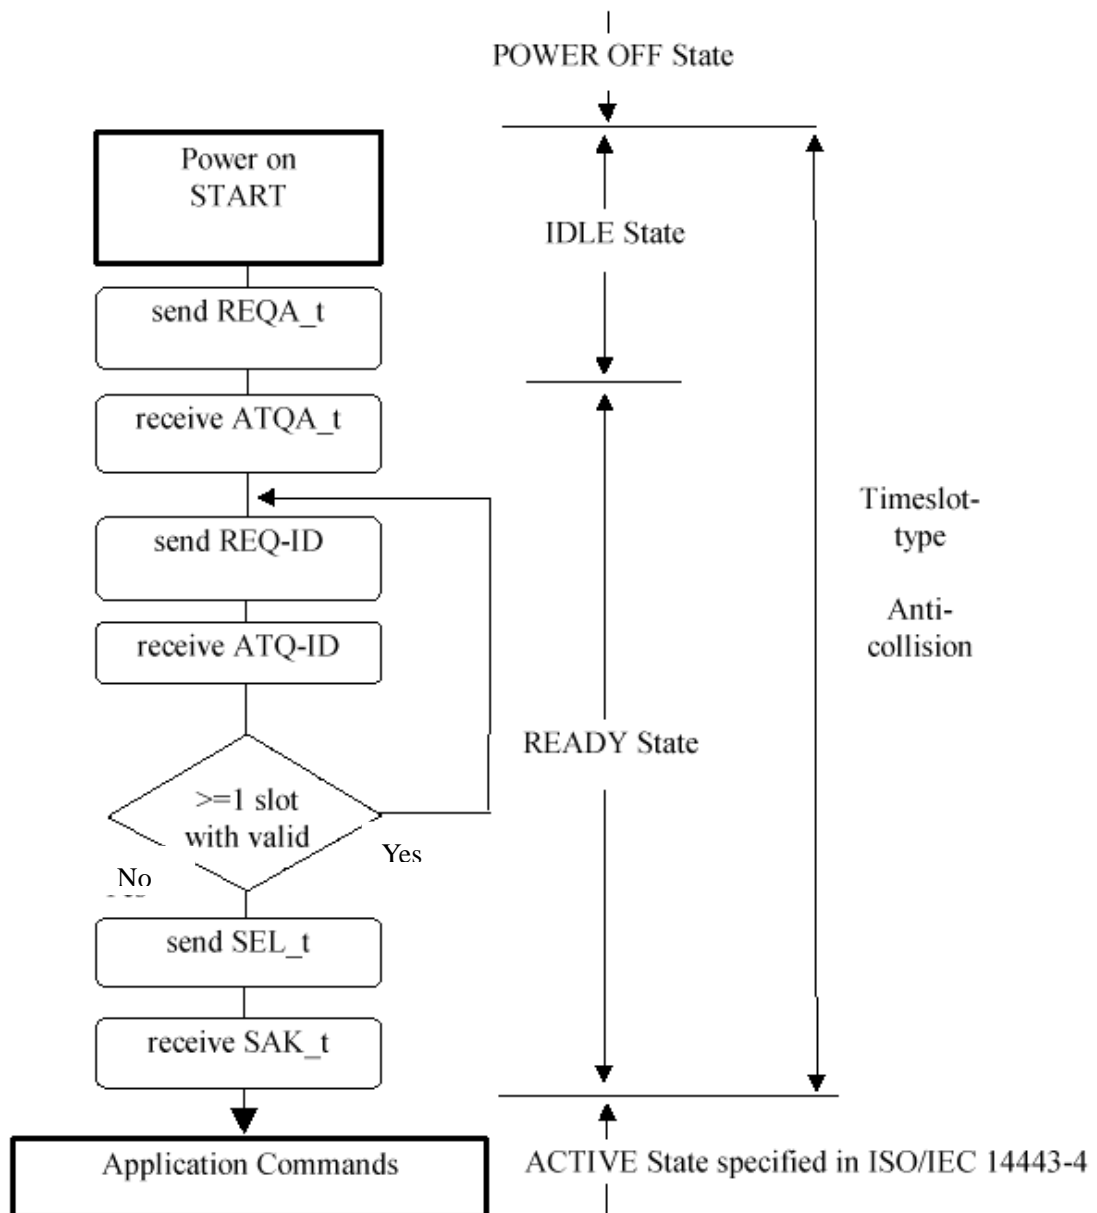 POWER OFF State
Power on
START
IDLE State
send REQA_t
receive ATQA_t
send REQ-ID
receive ATQ-ID
Timeslot-
type
Anti-
collision
READY State
>=1 slot
with valid
Yes
No
send SEL_t
receive SAK_t
Application Commands
ACTIVE State specified in ISO/IEC 14443-4